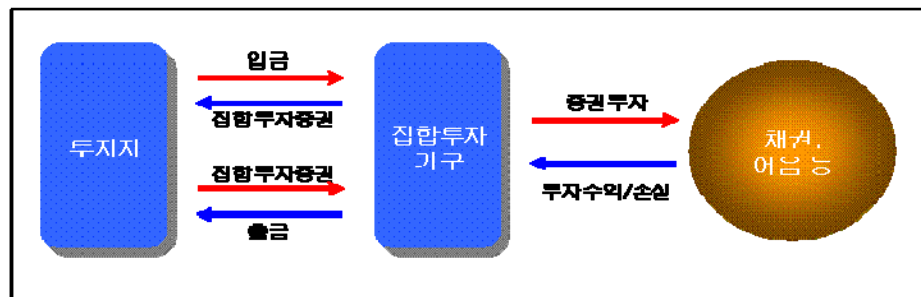 입금
집합투자증권
투자자
집합투자증권
출금
집합투자
기구
증권투자
투자수익/손실
채권,
어음 등